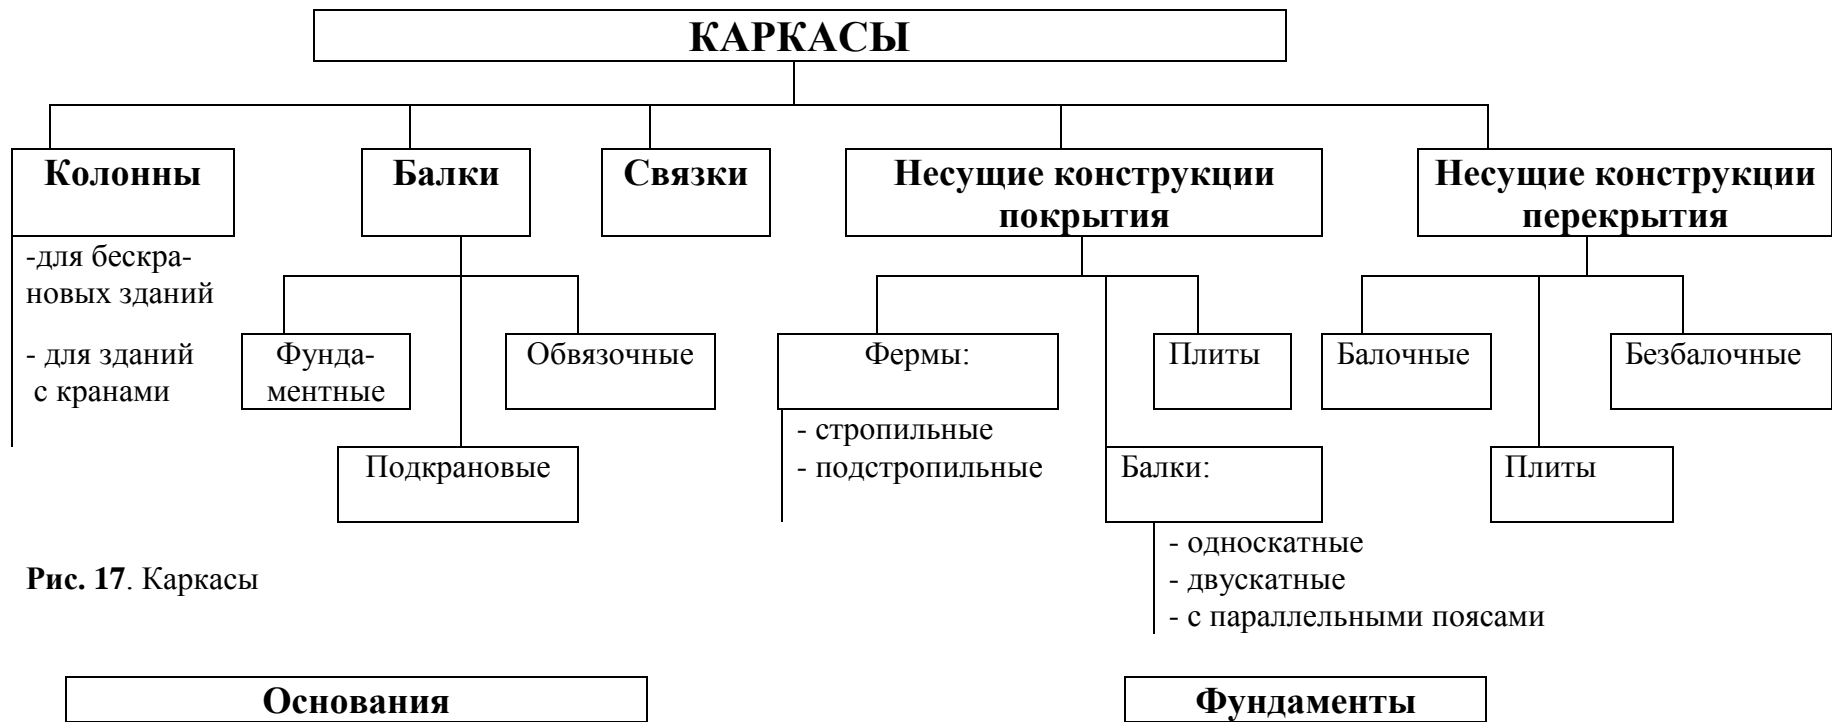 КАРКАСЫ
Колонны
Балки
Связки
Несущие конструкции
покрытия
Несущие конструкции
перекрытия
-для бескра-
новых зданий
- для зданий
с кранами
Фунда-
ментные
Обвязочные
Подкрановые
Фермы:
- стропильные
- подстропильные
Плиты
Балки:
- односкатные
- двускатные
- с параллельными поясами
Балочные
Безбалочные
Плиты
Рис. 17. Каркасы
Основания
Фундаменты